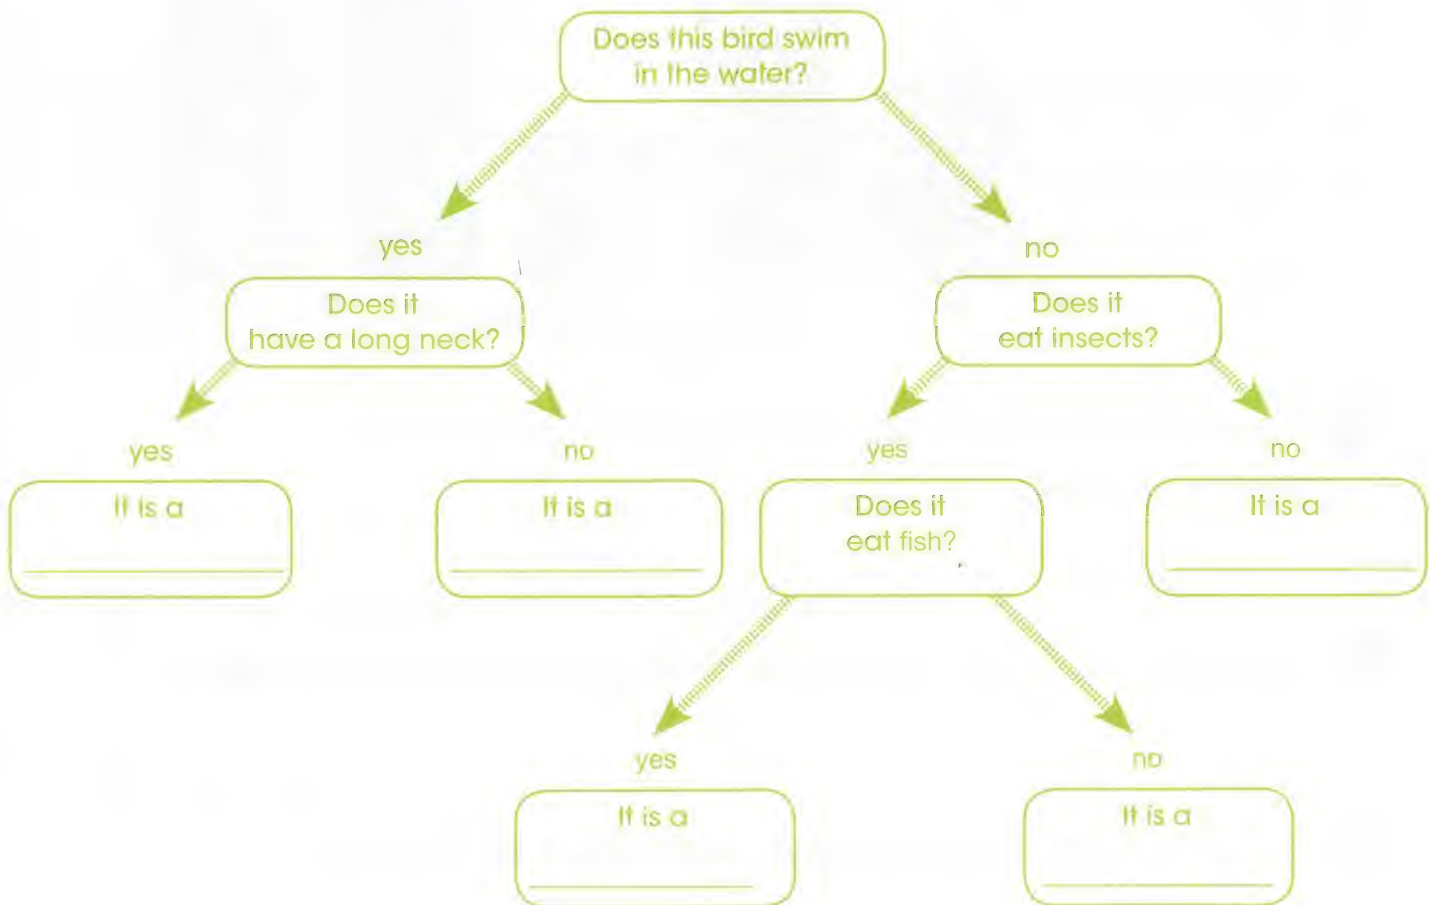 Does this bird swim
in the water?
yes
no
Does it
have a long neck?
Does it
eat insects?
yes
no
yes
no
It is a
It is a
Does it
eat fish?
It is a
yes
no
It is a
It is a